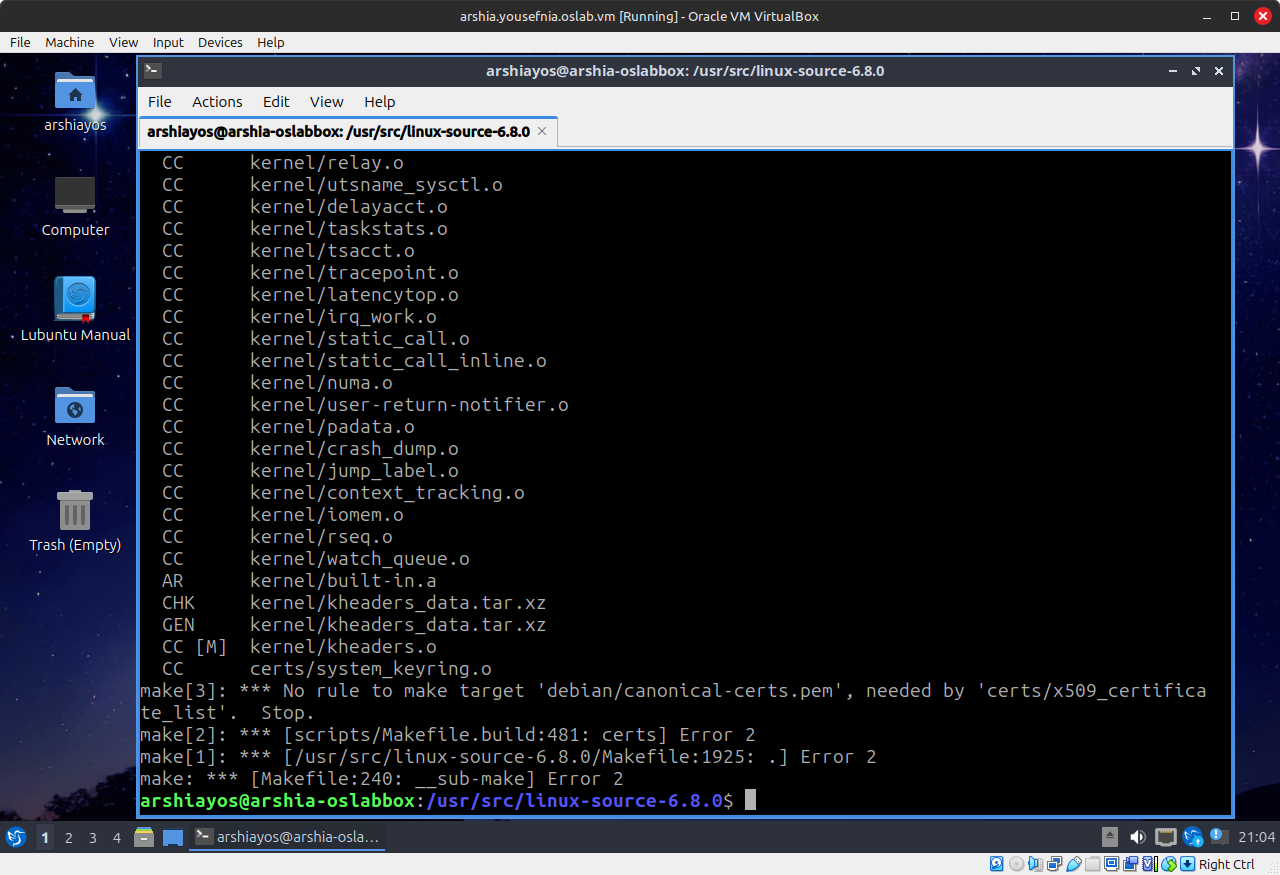 arshia.yousefnia.oslab.vm [Running] - Oracle VM VirtualBox
File Machine View Input Devices Help
arshiayos@arshia-oslabbox: /usr/src/linux-source-6.8.0
File Actions Edit View Help
arshiayos@arshia-oslabbox: /usr/src/linux-source-6.8.0
arshiayos
Computer
Lubuntu Manual
Network
Trash (Empty)
CC kernel/relay.o
CC kernel/utsname_sysctl.o
CC kernel/delayacct.o
CC kernel/taskstats.o
CC kernel/tsacct.o
CC kernel/tracepoint.o
CC kernel/latencytop.o
CC kernel/irq_work.o
CC kernel/static_call.o
CC kernel/static_call_inline.o
CC kernel/numa.o
CC kernel/user-return-notifier.o
CC kernel/padata.o
CC kernel/crash_dump.o
CC kernel/jump_label.o
CC kernel/context_tracking.o
CC kernel/iomem.o
CC kernel/rseq.o
CC kernel/watch_queue.o
AR kernel/built-in.a
CHK kernel/kheaders_data.tar.xz
GEN kernel/kheaders_data.tar.xz
CC [M] kernel/kheaders.o
CC certs/system_keyring.o
make[3]: *** No rule to make target 'debian/canonical-certs.pem', needed by 'certs/x509_certifica
te_list'. Stop.
make[2]: *** [scripts/Makefile.build:481: certs] Error 2
make[1]: *** [/usr/src/linux-source-6.8.0/Makefile:1925: .] Error 2
make: *** [Makefile:240: __sub-make] Error 2
arshiayos@arshia-oslabbox:/usr/src/linux-source-6.8.0$
1 2 3 4 arshiayos@arshia-osla... 21:04
Right Ctrl